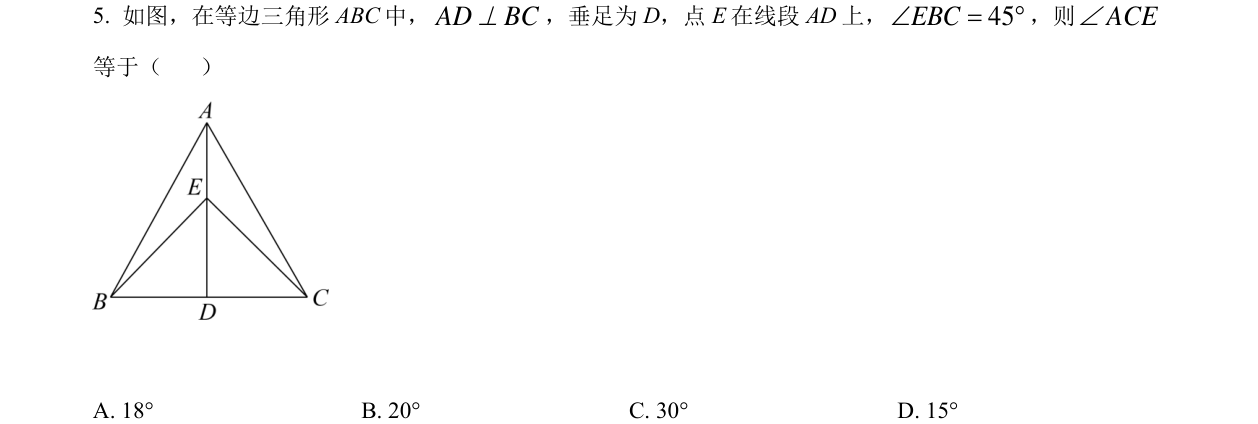 5. 如图，在等边三角形 ABC 中， AD ⊥ BC ，垂足为 D，点 E 在线段 AD 上， ∠EBC = 45° ，则 ∠ACE
等于（　　）
A
E
B
C
D
A. 18° B. 20° C. 30° D. 15°